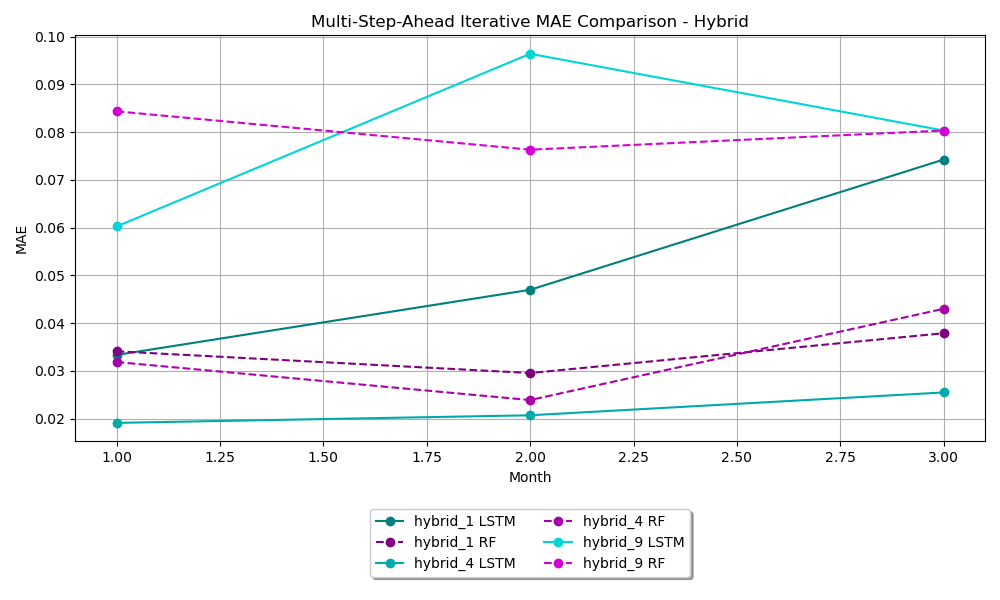 Multi-Step-Ahead Iterative MAE Comparison - Hybrid
0.10
0.09
0.08
0.07
0.06
0.05
0.04
0.03
0.02
MAE
1.00 1.25 1.50 1.75 2.00 2.25 2.50 2.75 3.00
Month
hybrid_1 LSTM
hybrid_1 RF
hybrid_4 LSTM
hybrid_4 RF
hybrid_9 LSTM
hybrid_9 RF